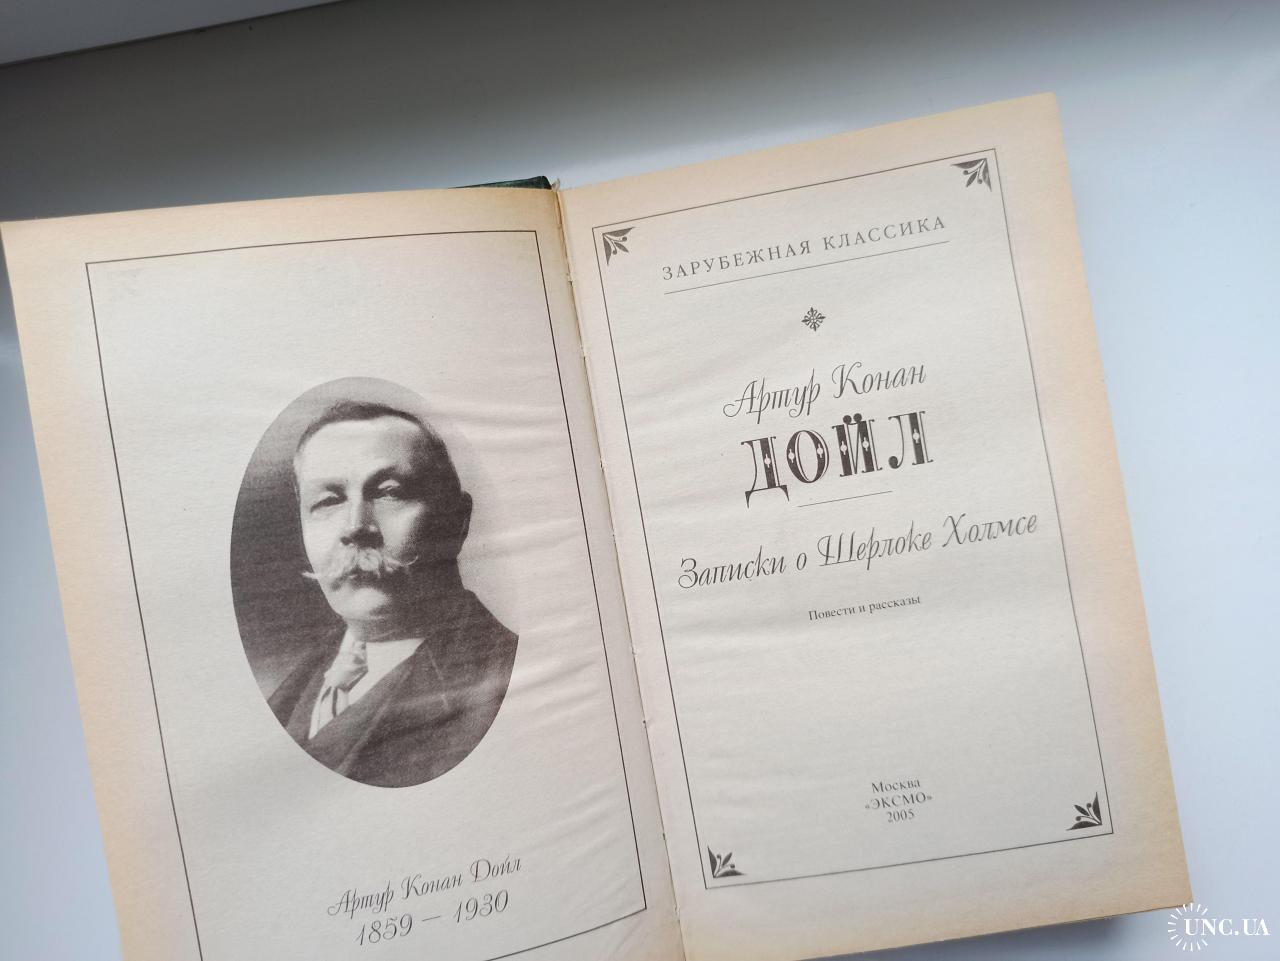 Артур Конан Дойл
1859 – 1930
ЗАРУБЕЖНАЯ КЛАССИКА
Артур Конан
ДОЙЛ
Записки о Шерлоке Холмсе
Повести и рассказы
Москва
«ЭКСМО»
2005
UNC.UA